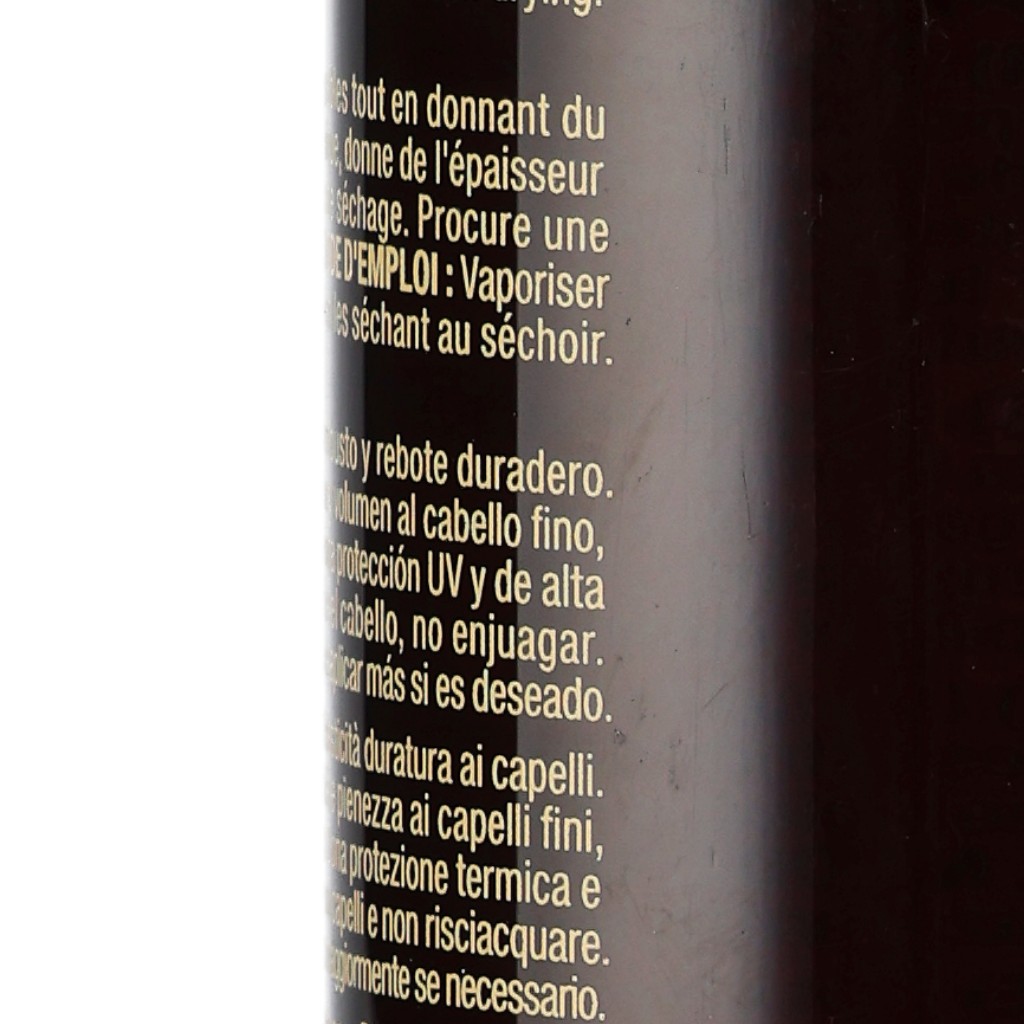 tout en donnant du
donne de l'épaisseur
séchage. Procure une
D'EMPLOI : Vaporiser
séchant au séchoir.
y rebote duradero.
volumen al cabello fino,
protección UV y de alta
cabello, no enjuagar.
más si es deseado.
duratura ai capelli.
pienezza ai capelli fini,
protezione termica e
capelli e non risciacquare.
se necessario.